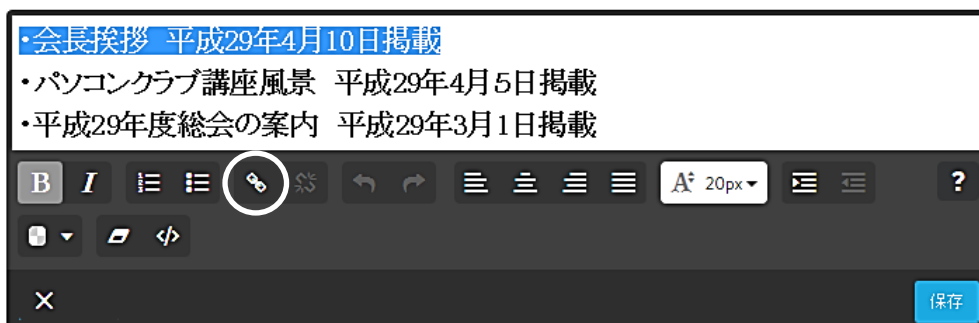 ・会長挨拶　平成29年4月10日掲載
・パソコンクラブ講座風景　平成29年4月５日掲載
・平成29年度総会の案内　平成29年3月1日掲載
B I A 20px ?
保存